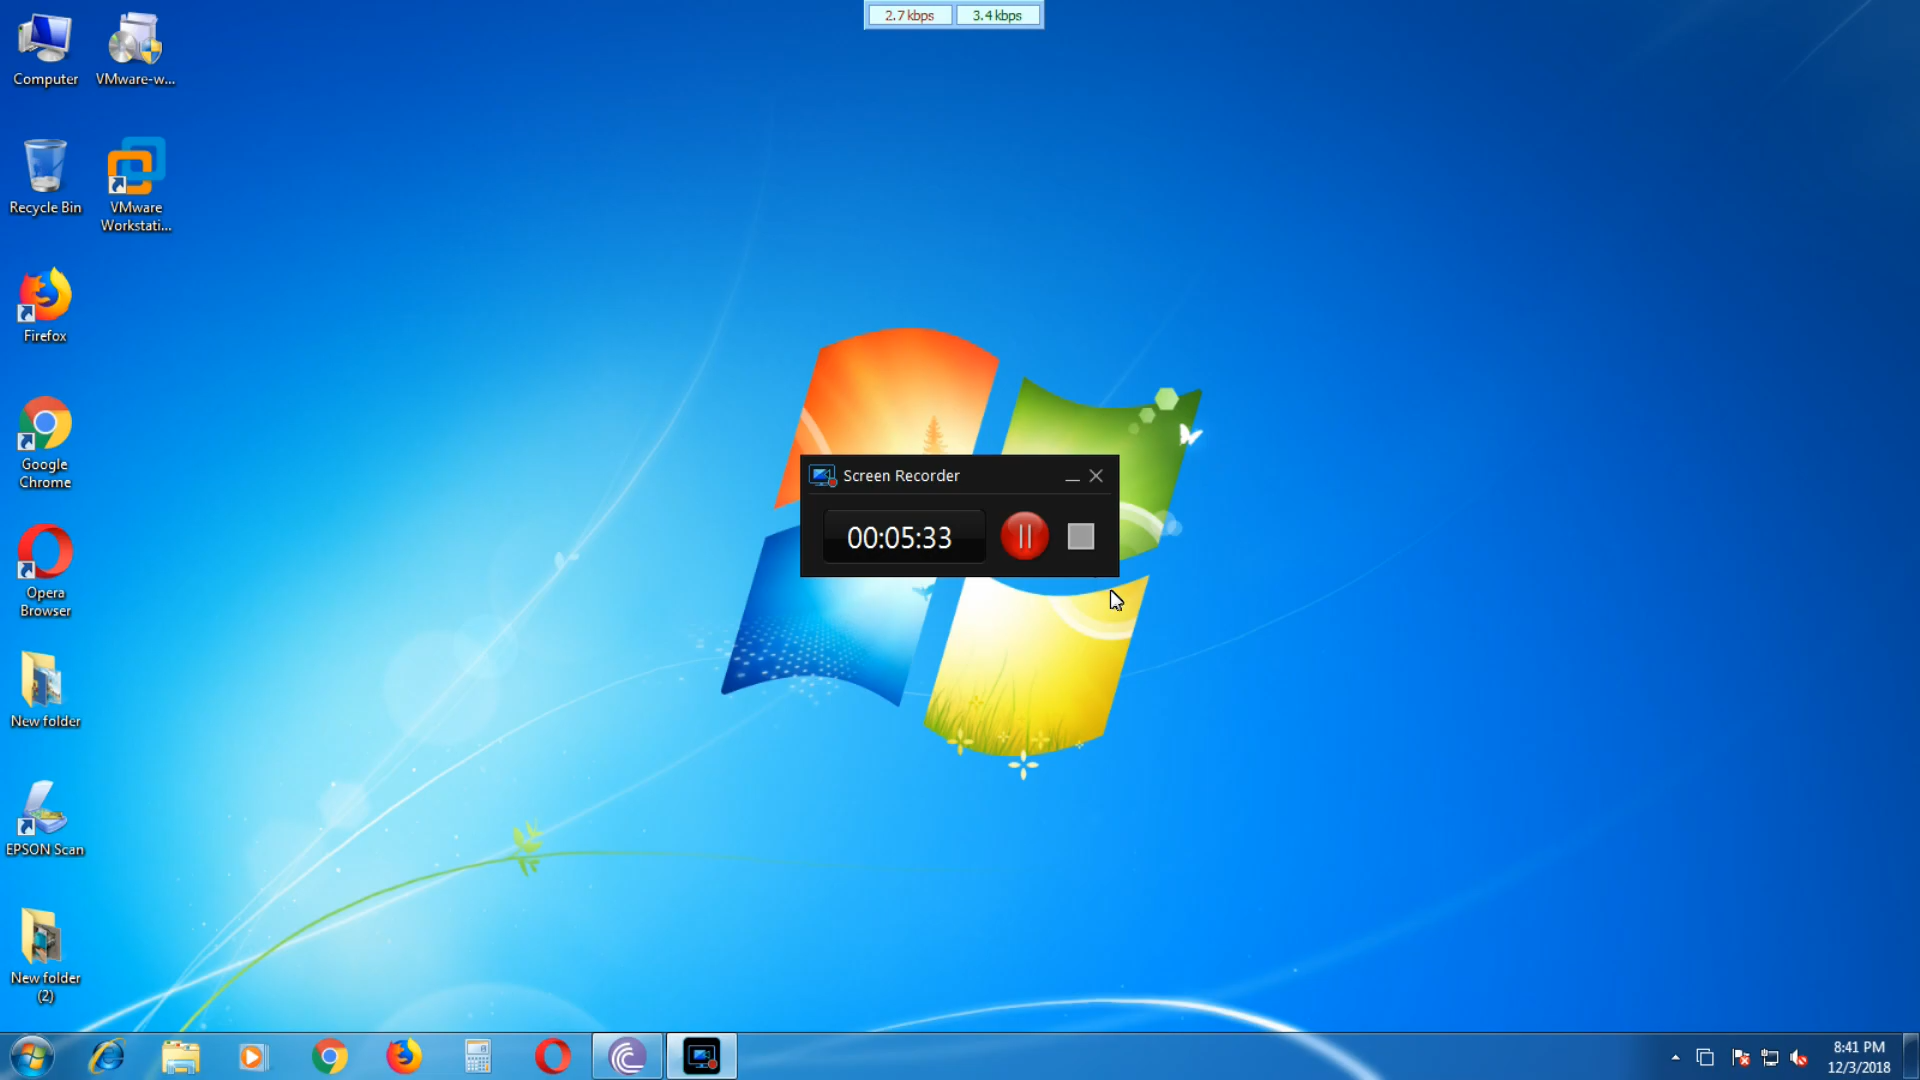 2.7 kbps 3.4 kbps
Computer
VMware-w...
Recycle Bin
VMware
Workstati...
Firefox
Google
Chrome
Opera
Browser
New folder
EPSON Scan
New folder
(2)
Screen Recorder
00:05:33
8:41 PM
12/3/2018